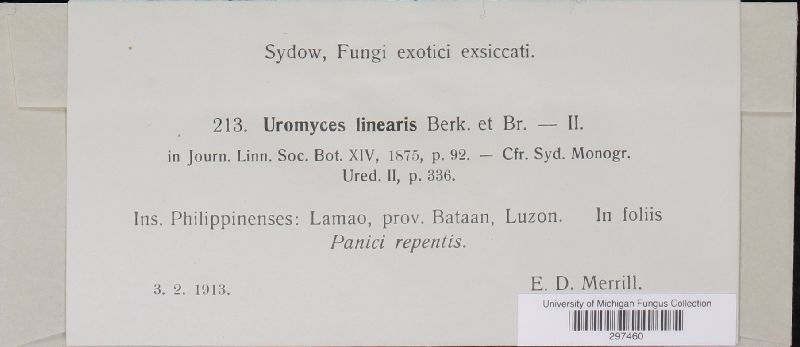 Sydow, Fungi exotici exsiccati.
213. Uromyces linearis Berk. et Br. — II.
in Journ. Linn. Soc. Bot. XIV, 1875, p. 92. — Cfr. Syd. Monogr.
Ured. II, p. 336.
Ins. Philippinenses: Lamao, prov. Bataan, Luzon. In foliis
Panici repentis.
3. 2. 1913. E. D. Merrill.
University of Michigan Fungus Collection
297460